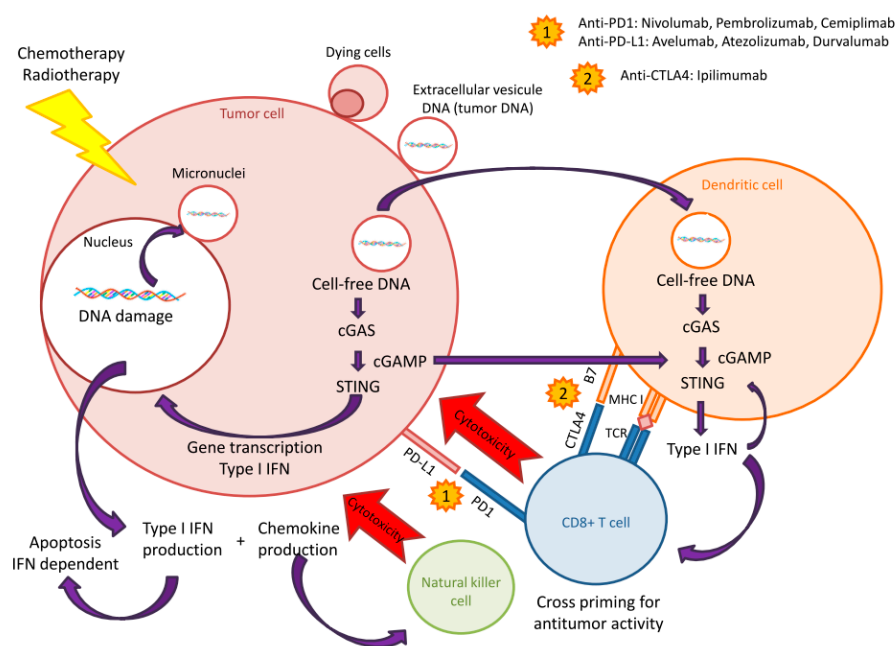 1
Anti-PD1: Nivolumab, Pembrolizumab, Cemiplimab
Anti-PD-L1: Avelumab, Atezolizumab, Durvalumab
2
Anti-CTLA4: Ipilimumab
Chemotherapy
Radiotherapy
Dying cells
Extracellular vesicule
DNA (tumor DNA)
Tumor cell
Micronuclei
Nucleus
DNA damage
Cell-free DNA
cGAS
cGAMP
STING
Gene transcription
Type I IFN
Dendritic cell
Cell-free DNA
cGAS
cGAMP
STING
Type I IFN
B7
2
MHC I
CTLA4
TCR
Cytotoxicity
PD-L1
1
PD1
CD8+ T cell
Cytotoxicity
Apoptosis
IFN dependent
Type I IFN
production
+
Chemokine
production
Natural killer
cell
Cross priming for
antitumor activity